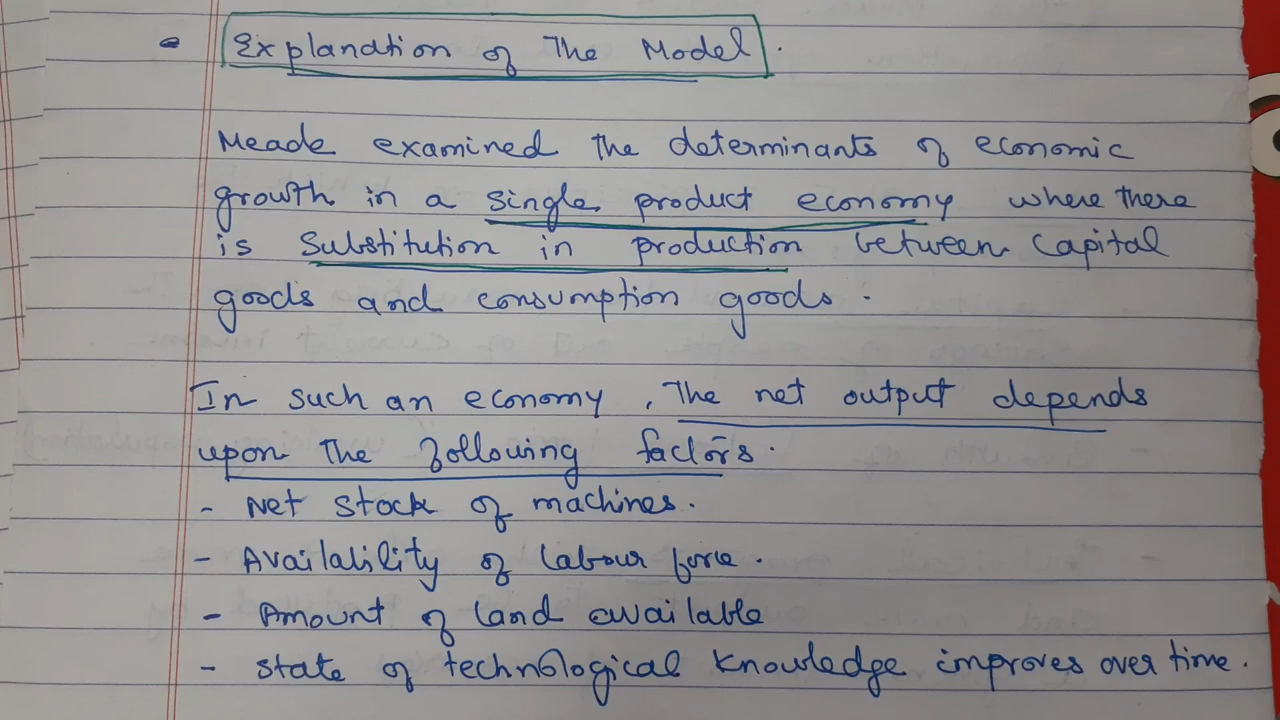 - Explanation of The Model.
Meade examined the determinants of economic
growth in a single product economy where there
is substitution in production between capital
goods and consumption goods.
In such an economy, The net output depends
upon the following factors.
- Net stock of machines.
- Availability of labour force.
- Amount of land available
- state of technological knowledge improves over time.